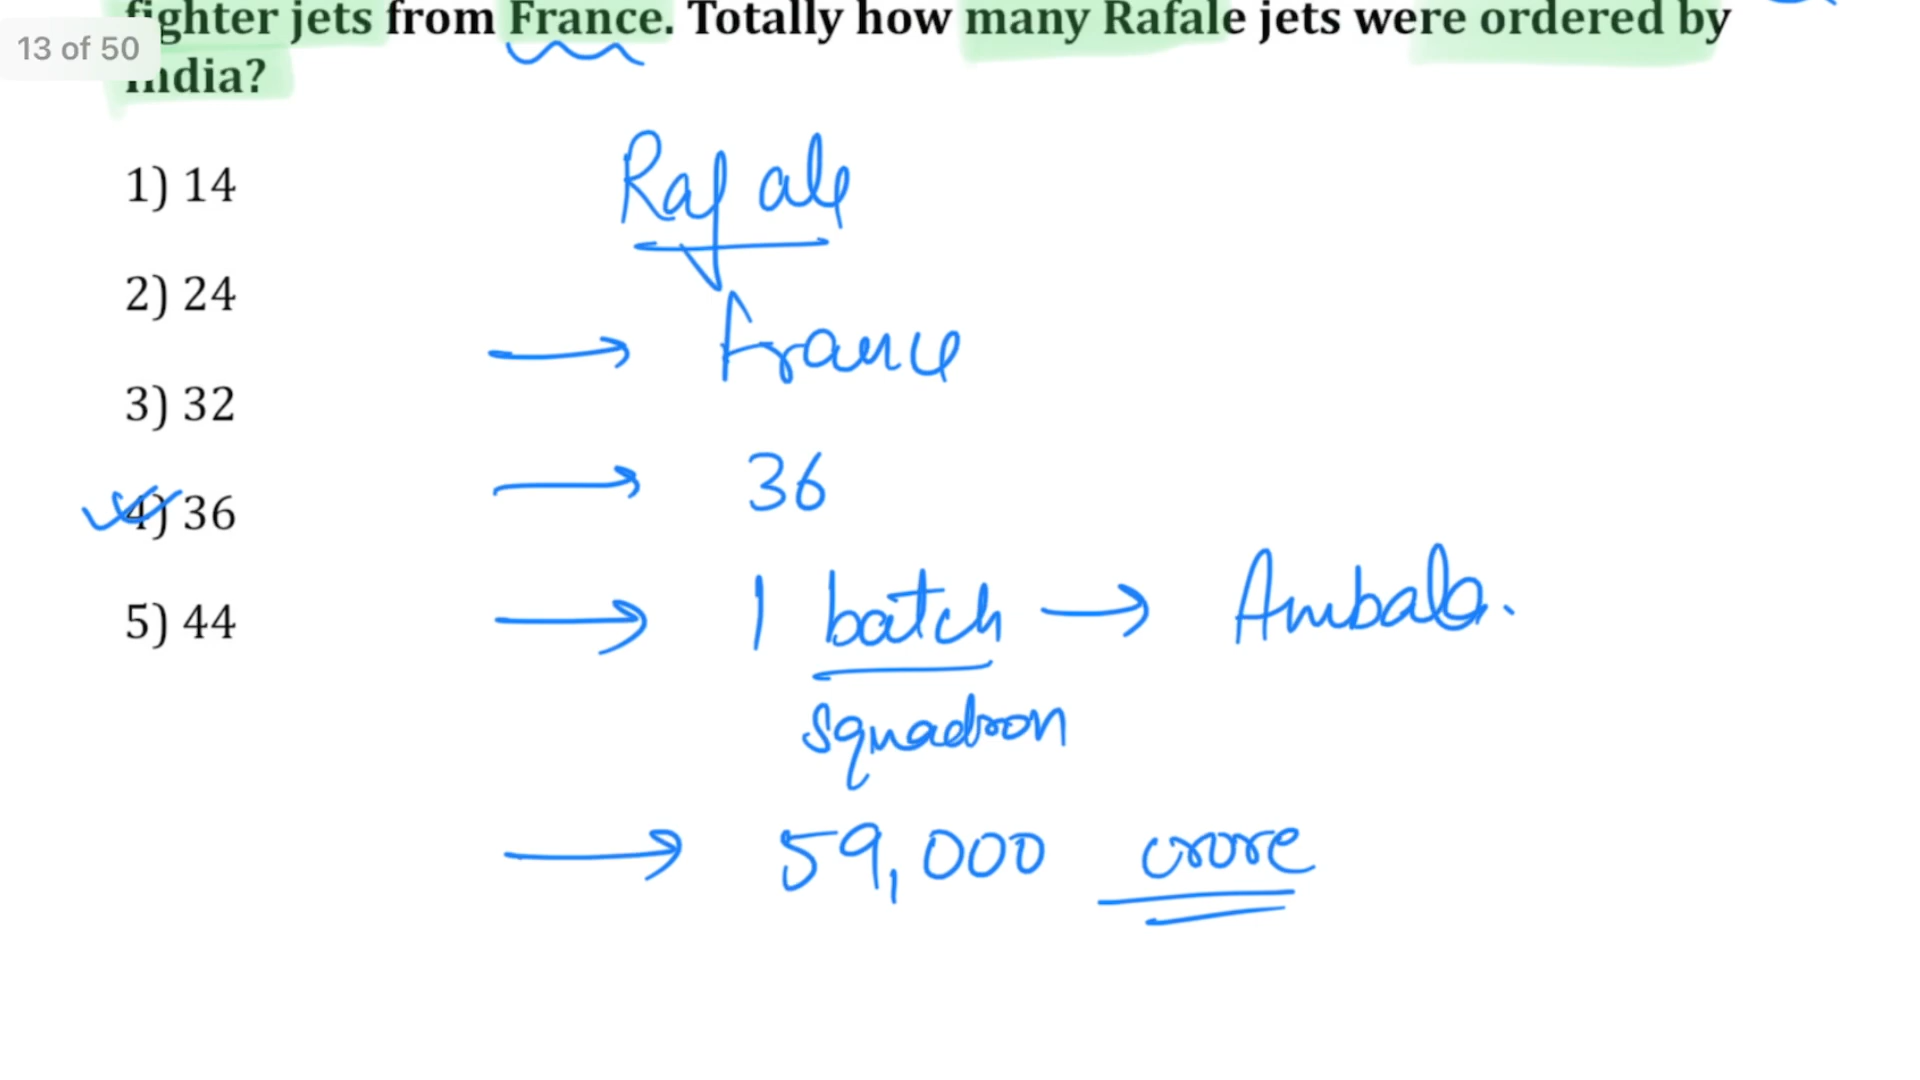 fighter jets from France. Totally how many Rafale jets were ordered by
13 of 50
India?
1) 14
Rafale
2) 24
→ France
3) 32
→ 36
4) 36
→ 1 batch → Ambala.
5) 44
squadron
→ 59,000 crore